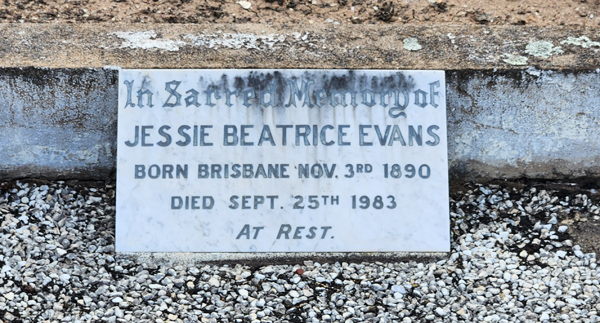 In Sacred Memory of
JESSIE BEATRICE EVANS
BORN BRISBANE NOV. 3RD 1890
DIED SEPT. 25TH 1983
AT REST.